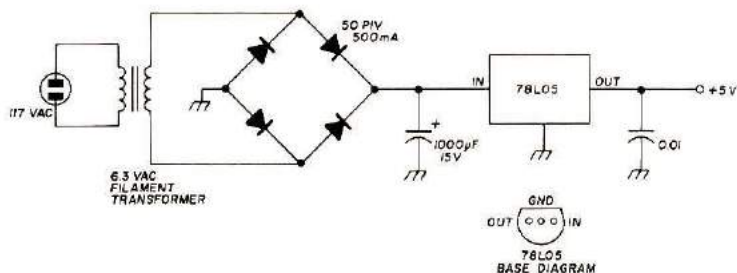 50 PIV
500mA
IN
78L05
OUT
+5V
117 VAC
+
1000µF
15V
0.01
6.3 VAC
FILAMENT
TRANSFORMER
GND
OUT
IN
78L05
BASE DIAGRAM